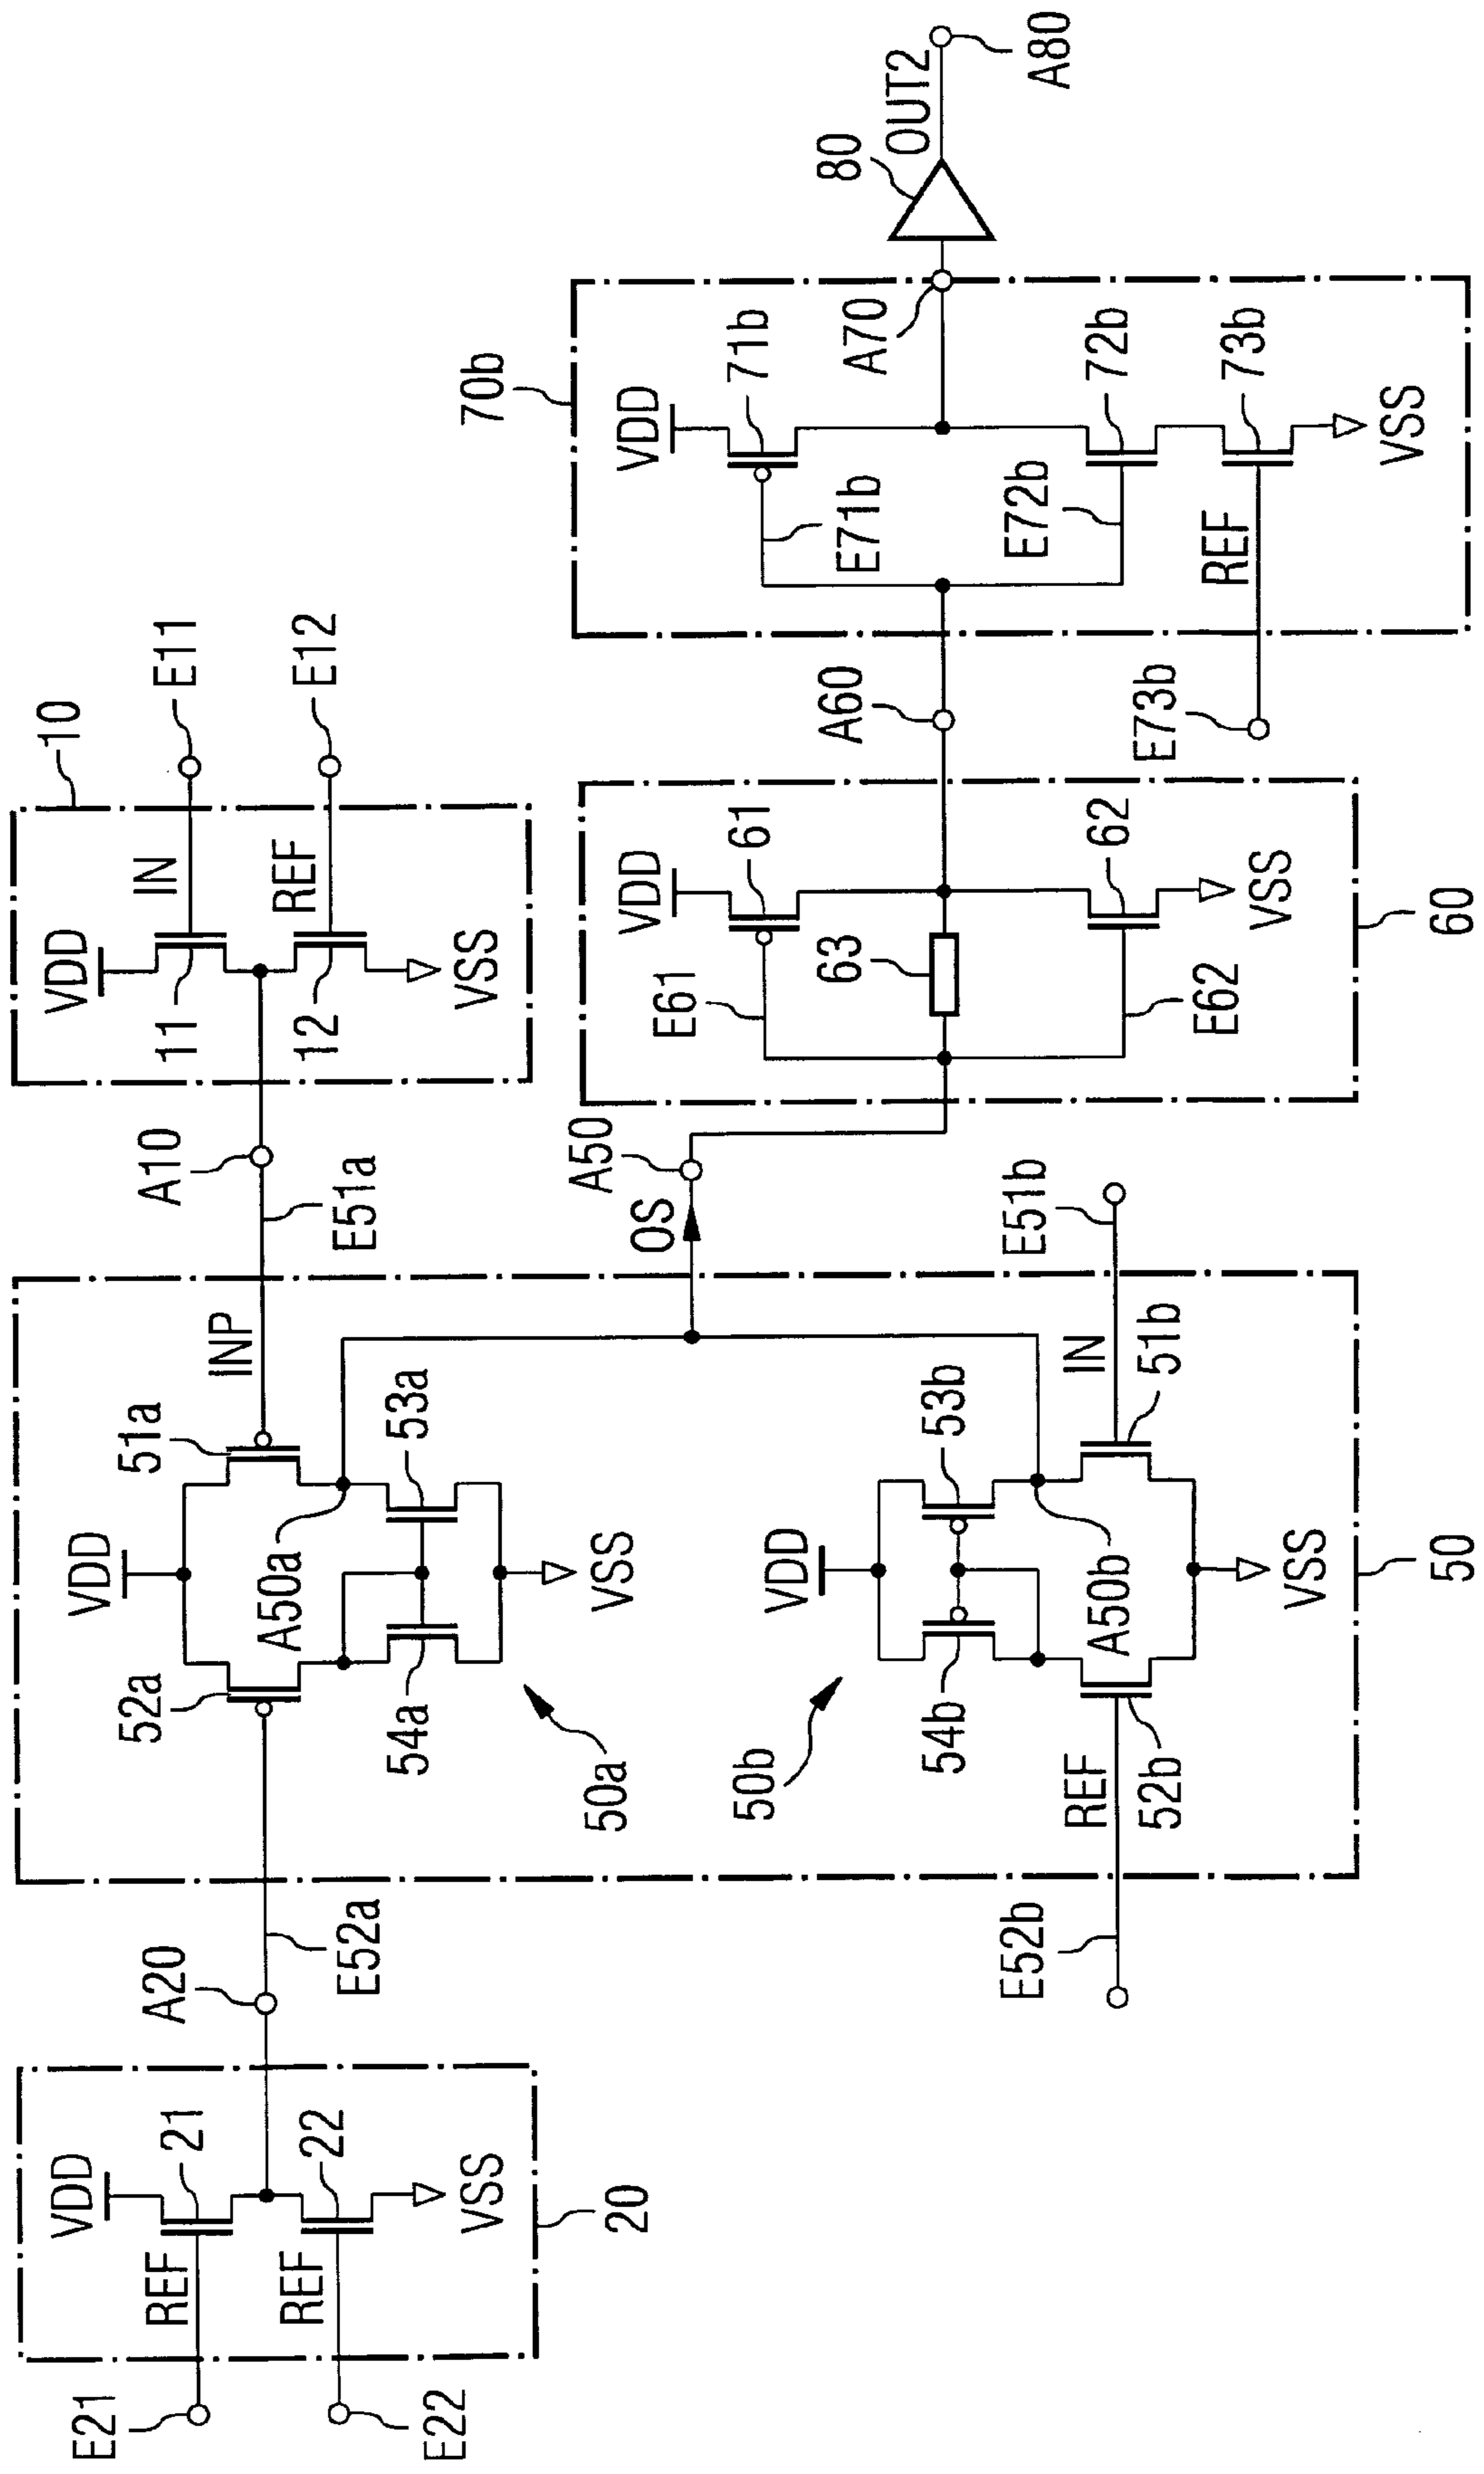 VDD
21
REF
22
REF
VSS
20
E21
E22
A20
E52a
VDD
52a
51a
INP
A50a
54a
53a
VSS
50a
50b
VDD
54b
53b
A50b
REF
52b
IN
51b
VSS
50
E52b
E51b
A10
E51a
10
VDD
IN
11
REF
12
VSS
E11
E12
OS
A50
VDD
61
E61
63
62
E62
VSS
60
A60
70b
VDD
71b
E71b
A70
72b
E72b
73b
REF
VSS
E73b
80
OUT2
A80